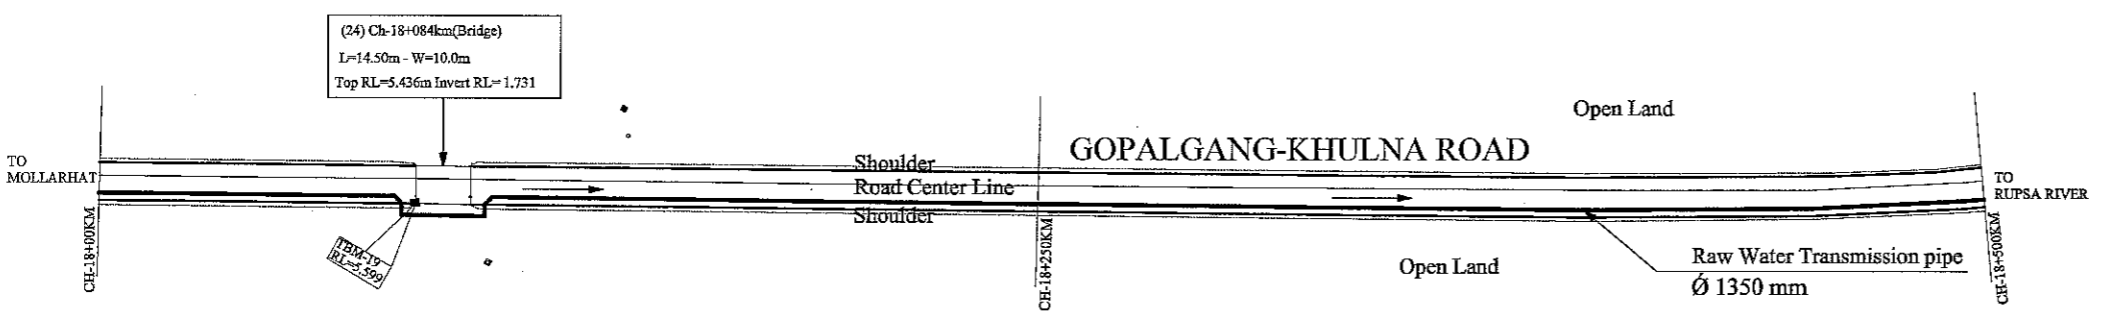 (24) Ch-18+084km(Bridge)
L=14.50m - W=10.0m
Top RL=5.436m Invert RL= 1.731
Open Land
GOPALGANG-KHULNA ROAD
TO
MOLLARHAT
Shoulder
Road Center Line
Shoulder
TO
RUPSA RIVER
CH-18+00KM
TBM-19
RL=5.599
CH-18+250KM
Open Land
Raw Water Transmission pipe
Ø 1350 mm
CH-18+500KM